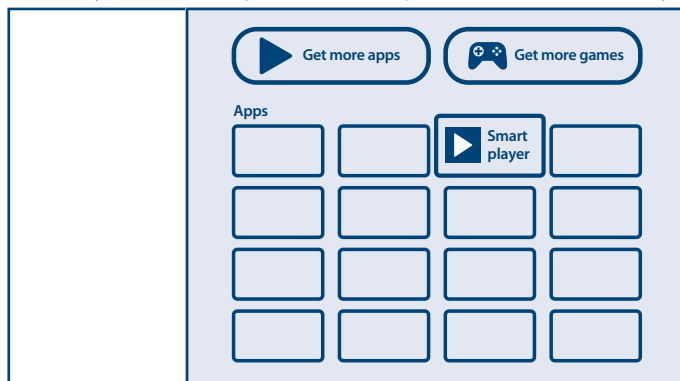 Get more apps
Get more games
Apps
Smart
player